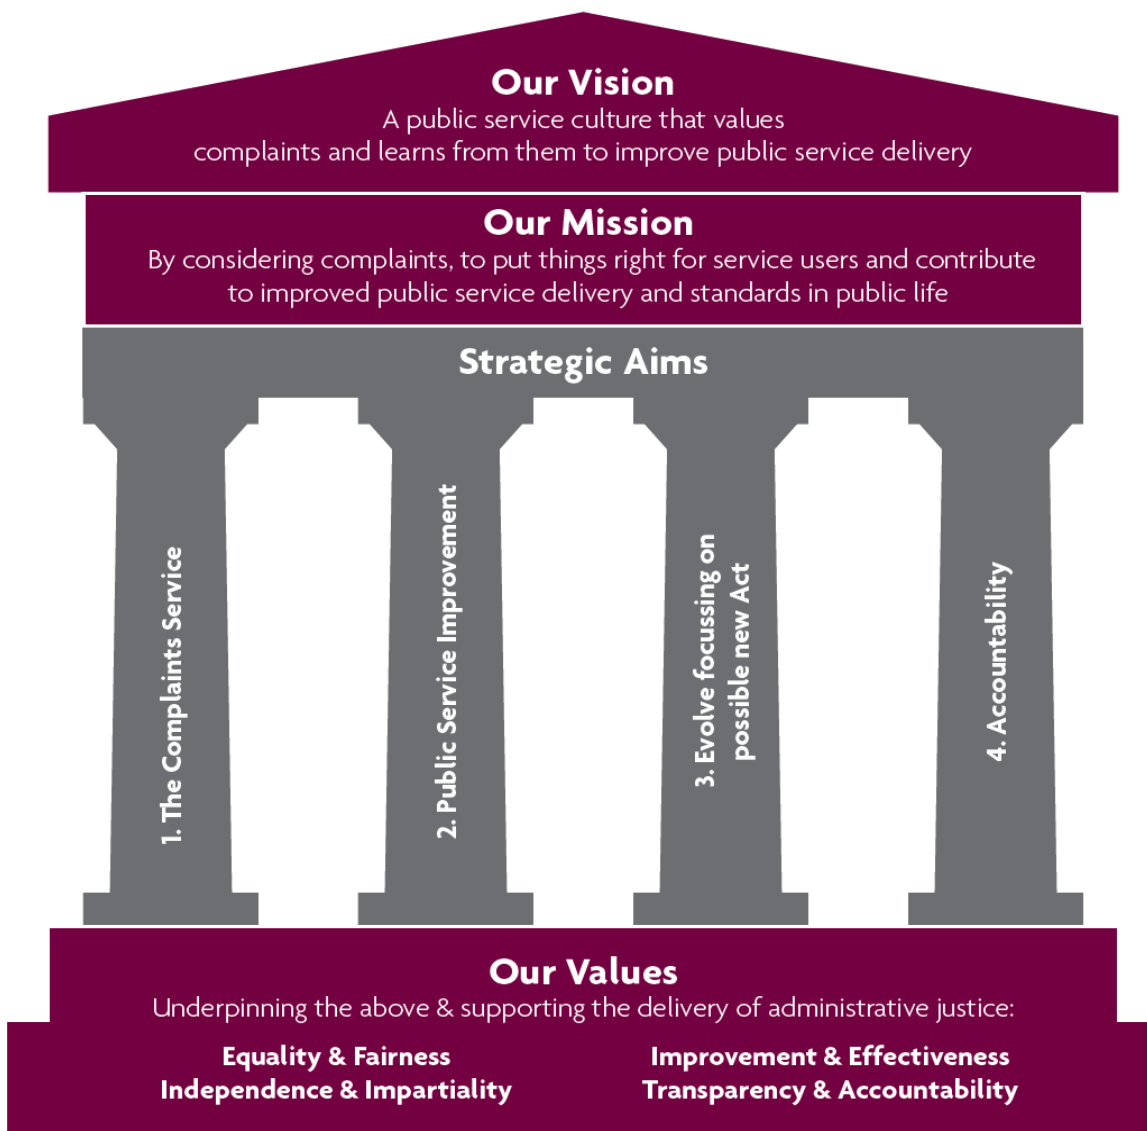 Our Vision
A public service culture that values
complaints and learns from them to improve public service delivery
Our Mission
By considering complaints, to put things right for service users and contribute
to improved public service delivery and standards in public life
Strategic Aims
1. The Complaints Service
2. Public Service Improvement
3. Evolve focussing on
possible new Act
4. Accountability
Our Values
Underpinning the above & supporting the delivery of administrative justice:
Equality & Fairness
Independence & Impartiality
Improvement & Effectiveness
Transparency & Accountability